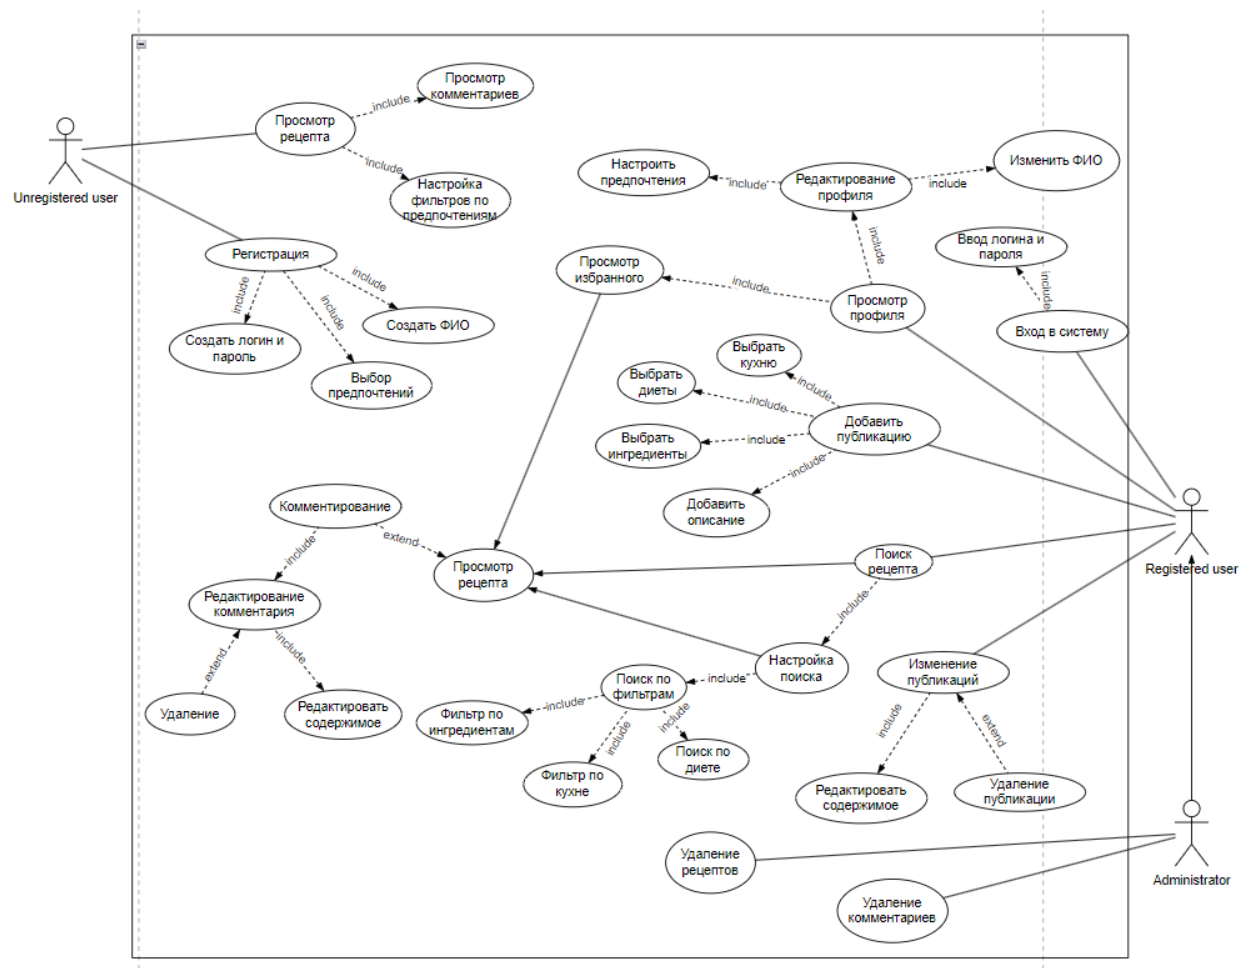 Просмотр
комментариев
include
Просмотр
рецепта
include
Настройка
фильтров по
предпочтениям
Unregistered user
Регистрация
include
include
include
Создать ФИО
Создать логин и
пароль
Выбор
предпочтений
Настроить
предпочтения
include
Редактирование
профиля
include
Изменить ФИО
include
Ввод логина и
пароля
include
Вход в систему
Просмотр
избранного
include
Просмотр
профиля
Выбрать
кухню
include
Выбрать
диеты
include
Добавить
публикацию
Выбрать
ингредиенты
include
include
Добавить
описание
Комментирование
extend
include
Просмотр
рецепта
Поиск
рецепта
Registered user
Редактирование
комментария
include
extend
include
Удаление
Редактировать
содержимое
Настройка
поиска
include
Поиск по
фильтрам
include
Фильтр по
ингредиентам
include
include
Поиск по
диете
Фильтр по
кухне
Изменение
публикаций
include
extend
Редактировать
содержимое
Удаление
публикации
Удаление
рецептов
Administrator
Удаление
комментариев